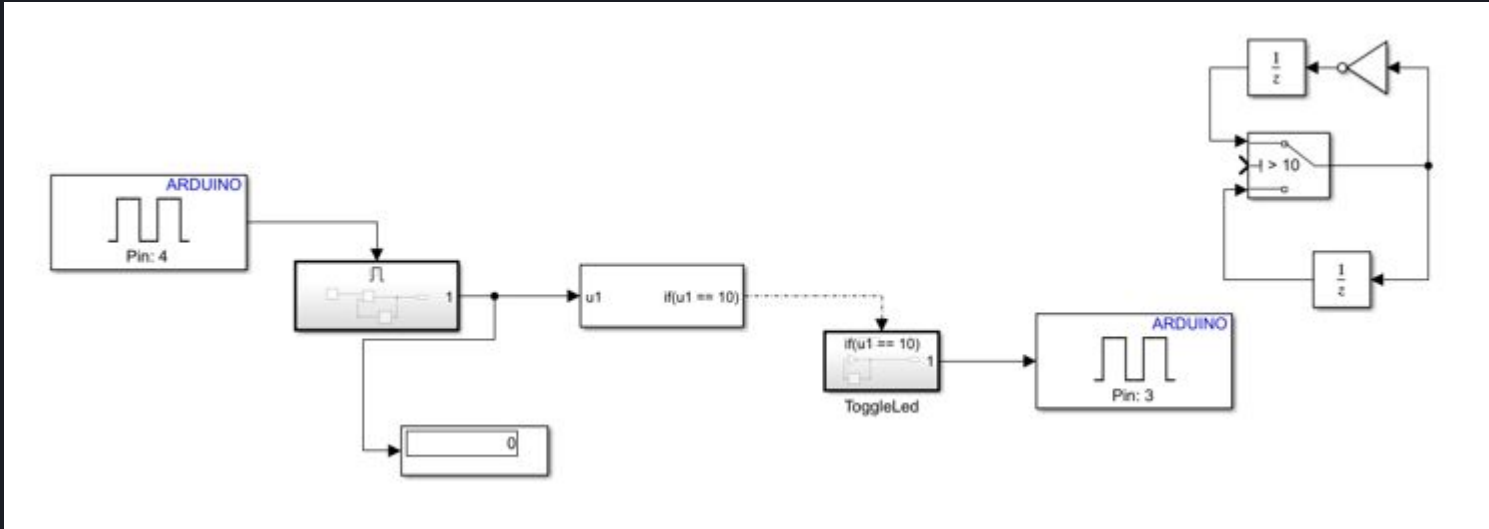 ARDUINO
Pin: 4
1
u1
if(u1 == 10)
0
if(u1 == 10)
1
ToggleLed
ARDUINO
Pin: 3
1
z
> 10
1
z